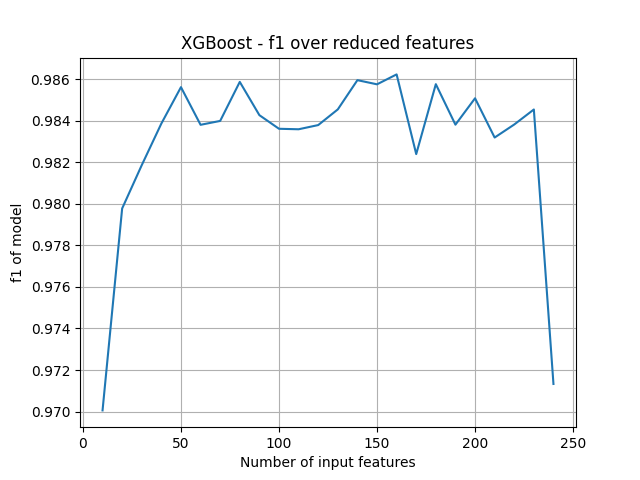 XGBoost - f1 over reduced features
0.986
0.984
0.982
0.980
0.978
0.976
0.974
0.972
0.970
f1 of model
0 50 100 150 200 250
Number of input features